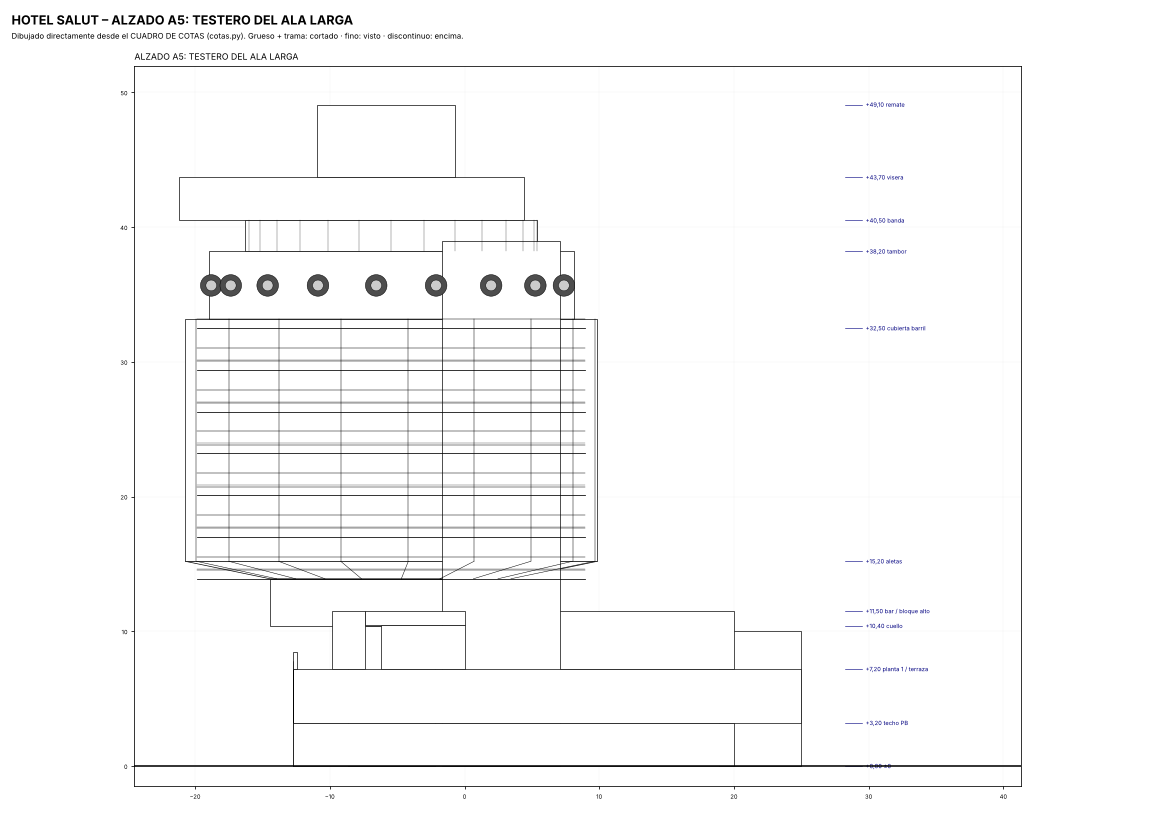 HOTEL SALUT – ALZADO A5: TESTERO DEL ALA LARGA
Dibujado directamente desde el CUADRO DE COTAS (cotas.py). Grueso + trama: cortado · fino: visto · discontinuo: encima.
ALZADO A5: TESTERO DEL ALA LARGA
50
+49,10 remate
+43,70 visera
+40,50 banda
40
+38,20 tambor
+32,50 cubierta barril
30
20
+15,20 aletas
+11,50 bar / bloque alto
10
+10,40 cuello
+7,20 planta 1 / terraza
+3,20 techo PB
0
−20
−10
0
10
20
30
40